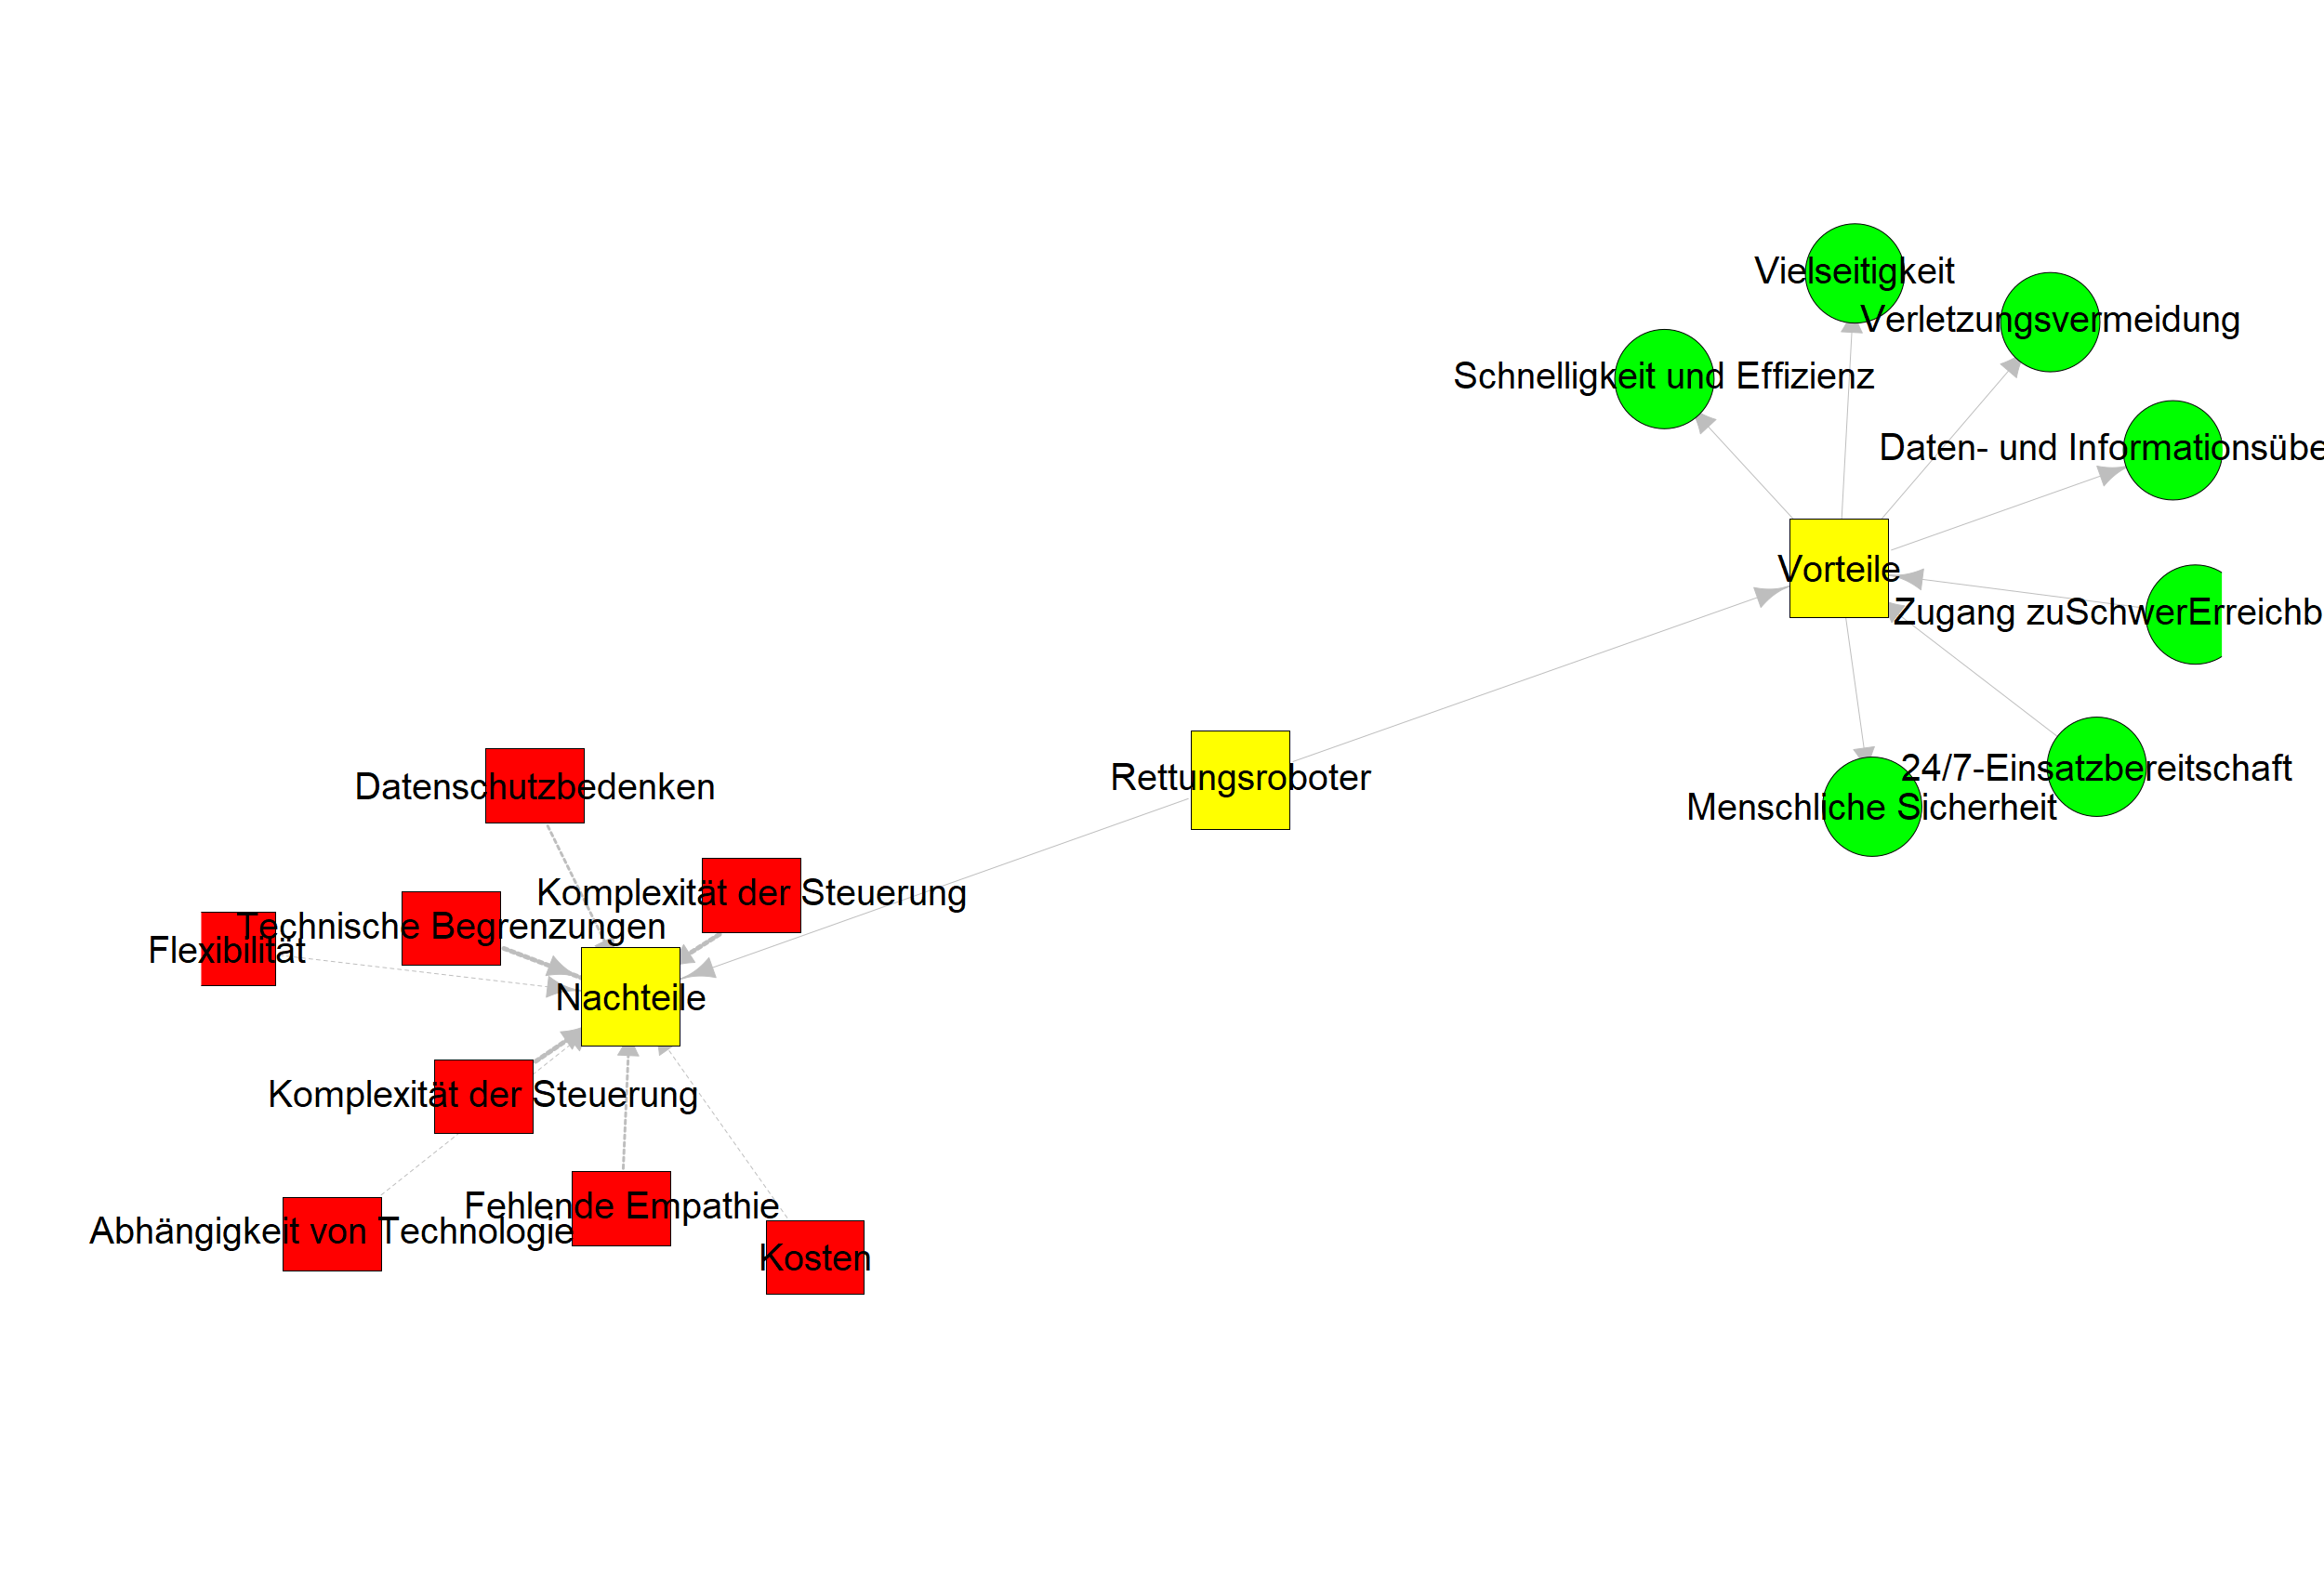 Vielseitigkeit
Verletzungsvermeidung
Schnelligkeit und Effizienz
Daten- und Informationsübe
Vorteile
Zugang zuSchwerErreichb
24/7-Einsatzbereitschaft
Menschliche Sicherheit
Rettungsroboter
Datenschutzbedenken
Komplexität der Steuerung
Technische Begrenzungen
Flexibilität
Nachteile
Komplexität der Steuerung
Fehlende Empathie
Abhängigkeit von Technologie
Kosten